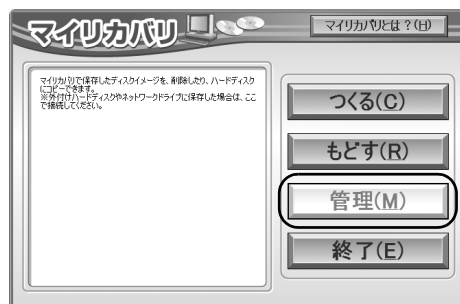 マイリカバリ
マイリカバリとは？(H)
マイリカバリで保存したディスクイメージを、削除したり、ハードディスク
にコピーできます。
※外付けハードディスクやネットワークドライブに保存した場合は、ここ
で接続してください。
つくる(C)
もどす(R)
管理(M)
終了(E)